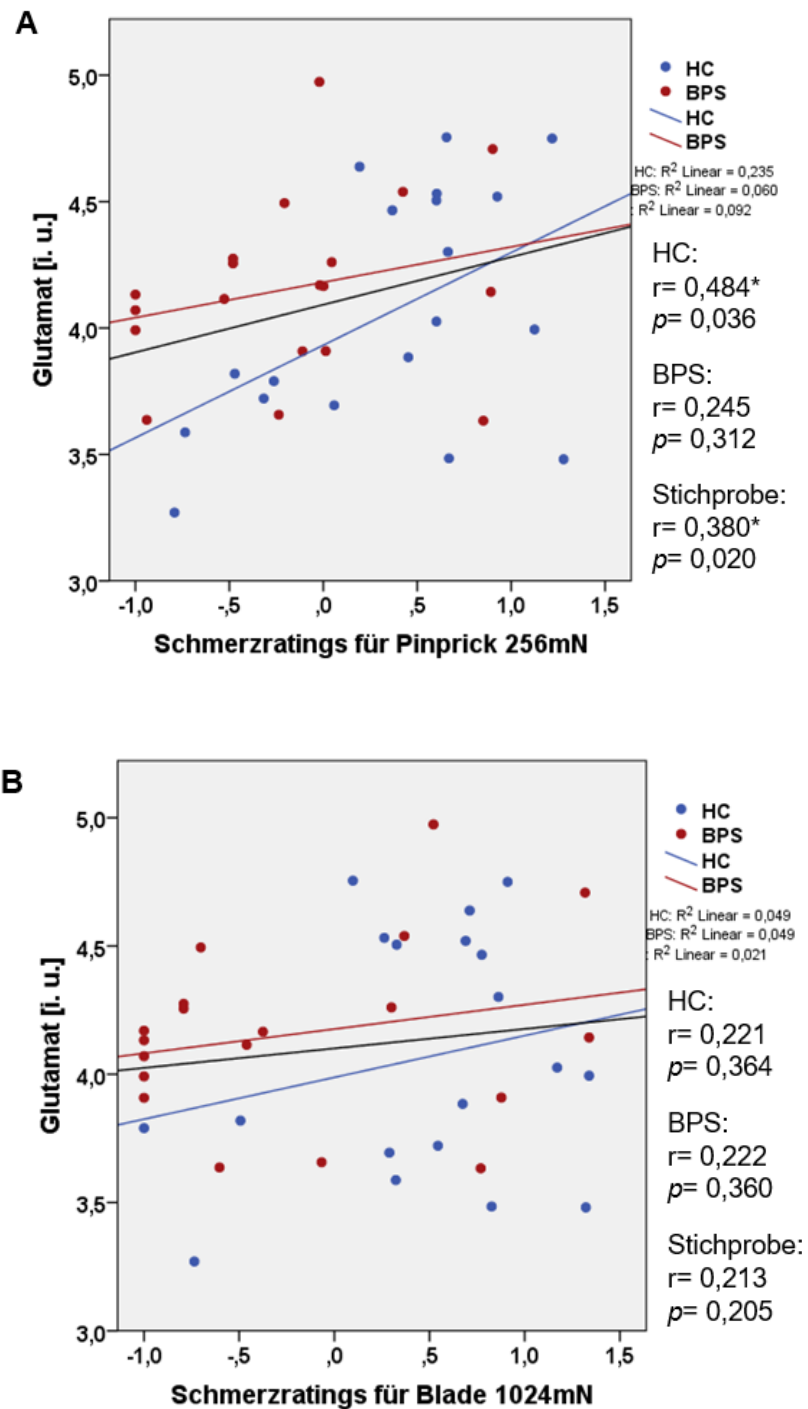 A
5,0
4,5
4,0
3,5
3,0
Glutamat [i. u.]
-1,0 -,5 ,0 ,5 1,0 1,5
Schmerzratings für Pinprick 256mN
HC
BPS
HC
BPS
HC: R² Linear = 0,235
BPS: R² Linear = 0,060
: R² Linear = 0,092
HC:
r= 0,484*
p= 0,036
BPS:
r= 0,245
p= 0,312
Stichprobe:
r= 0,380*
p= 0,020
B
5,0
4,5
4,0
3,5
3,0
Glutamat [i. u.]
-1,0 -,5 ,0 ,5 1,0 1,5
Schmerzratings für Blade 1024mN
HC
BPS
HC
BPS
HC: R² Linear = 0,049
BPS: R² Linear = 0,049
: R² Linear = 0,021
HC:
r= 0,221
p= 0,364
BPS:
r= 0,222
p= 0,360
Stichprobe:
r= 0,213
p= 0,205